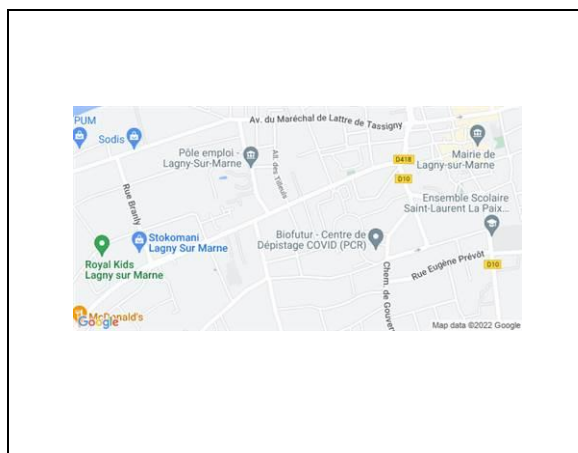 PUM
Av. du Maréchal de Lattre de Tassigny
Sodis
Pôle emploi -
Lagny-Sur-Marne
All. des Tilleuls
Mairie de
Lagny-sur-Marne
D418
D10
Rue Branly
Ensemble Scolaire
Saint-Laurent La Paix...
Stokomani
Lagny Sur Marne
Biofutur - Centre de
Dépistage COVID (PCR)
Royal Kids
Lagny sur Marne
Rue Eugène Prévôt
D10
Chem. de Gouver
McDonald's
Google
Map data ©2022 Google